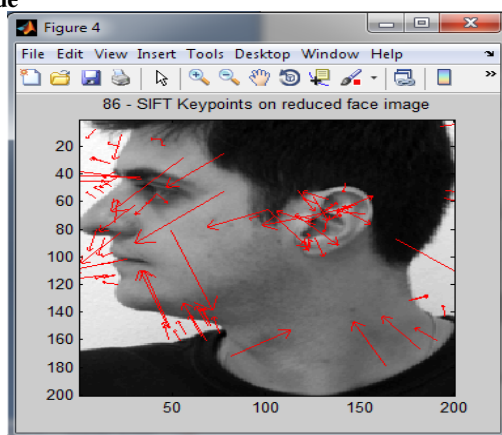 Figure 4
File Edit View Insert Tools Desktop Window Help
86 - SIFT Keypoints on reduced face image
20
40
60
80
100
120
140
160
180
200
50 100 150 200